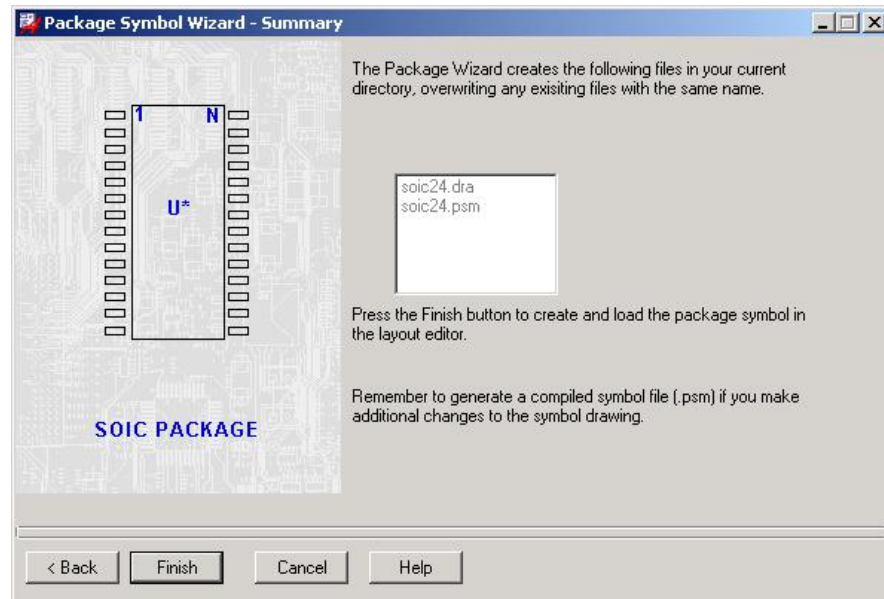 Package Symbol Wizard - Summary
The Package Wizard creates the following files in your current
directory, overwriting any exisiting files with the same name.
1 N
U*
soic24.dra
soic24.psm
Press the Finish button to create and load the package symbol in
the layout editor.
Remember to generate a compiled symbol file (.psm) if you make
additional changes to the symbol drawing.
SOIC PACKAGE
< Back Finish Cancel Help